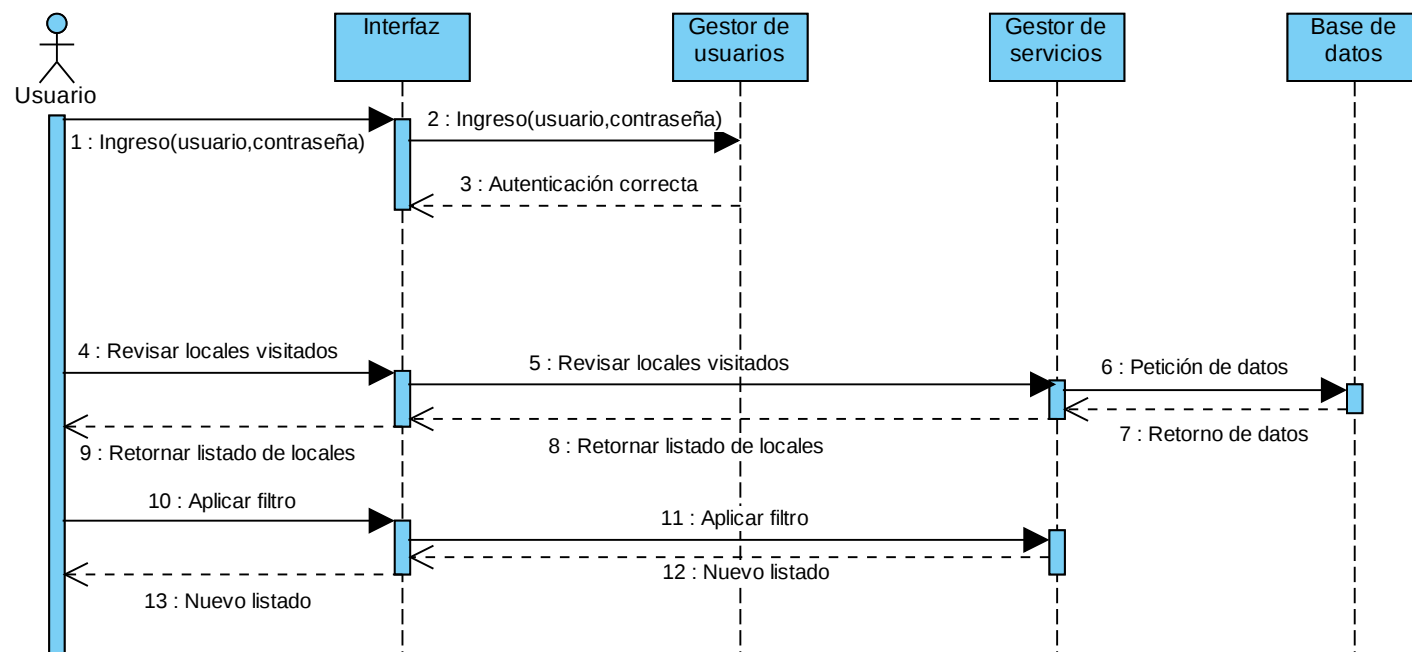 Interfaz
Gestor de
usuarios
Gestor de
servicios
Base de
datos
Usuario
1 : Ingreso(usuario,contraseña)
2 : Ingreso(usuario,contraseña)
3 : Autenticación correcta
4 : Revisar locales visitados
5 : Revisar locales visitados
6 : Petición de datos
7 : Retorno de datos
8 : Retornar listado de locales
9 : Retornar listado de locales
10 : Aplicar filtro
11 : Aplicar filtro
12 : Nuevo listado
13 : Nuevo listado